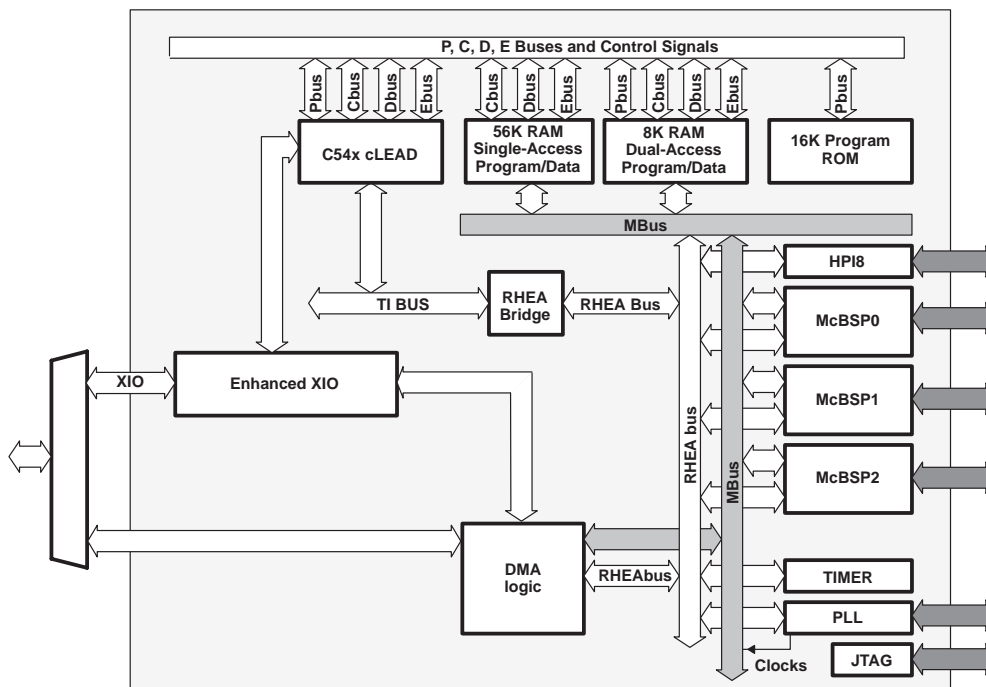 P, C, D, E Buses and Control Signals
Pbus
Cbus
Dbus
Ebus
Cbus
Dbus
Ebus
Pbus
Cbus
Dbus
Ebus
Pbus
C54x cLEAD
56K RAM
Single-Access
Program/Data
8K RAM
Dual-Access
Program/Data
16K Program
ROM
MBus
HPI8
TI BUS
RHEA
Bridge
RHEA Bus
McBSP0
XIO
Enhanced XIO
McBSP1
RHEA bus
MBus
McBSP2
DMA
logic
RHEAbus
TIMER
PLL
Clocks
JTAG